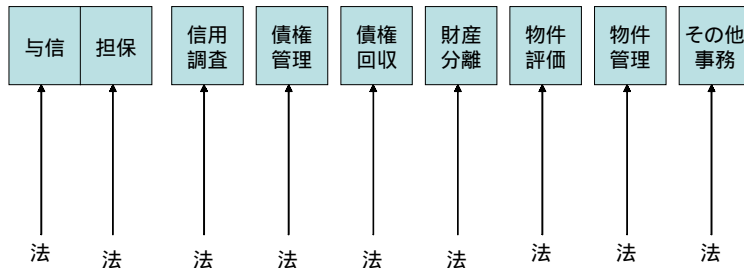 与信 担保 信用調査 債権管理 債権回収 財産分離 物件評価 物件管理 その他事務
法 法 法 法 法 法 法 法 法